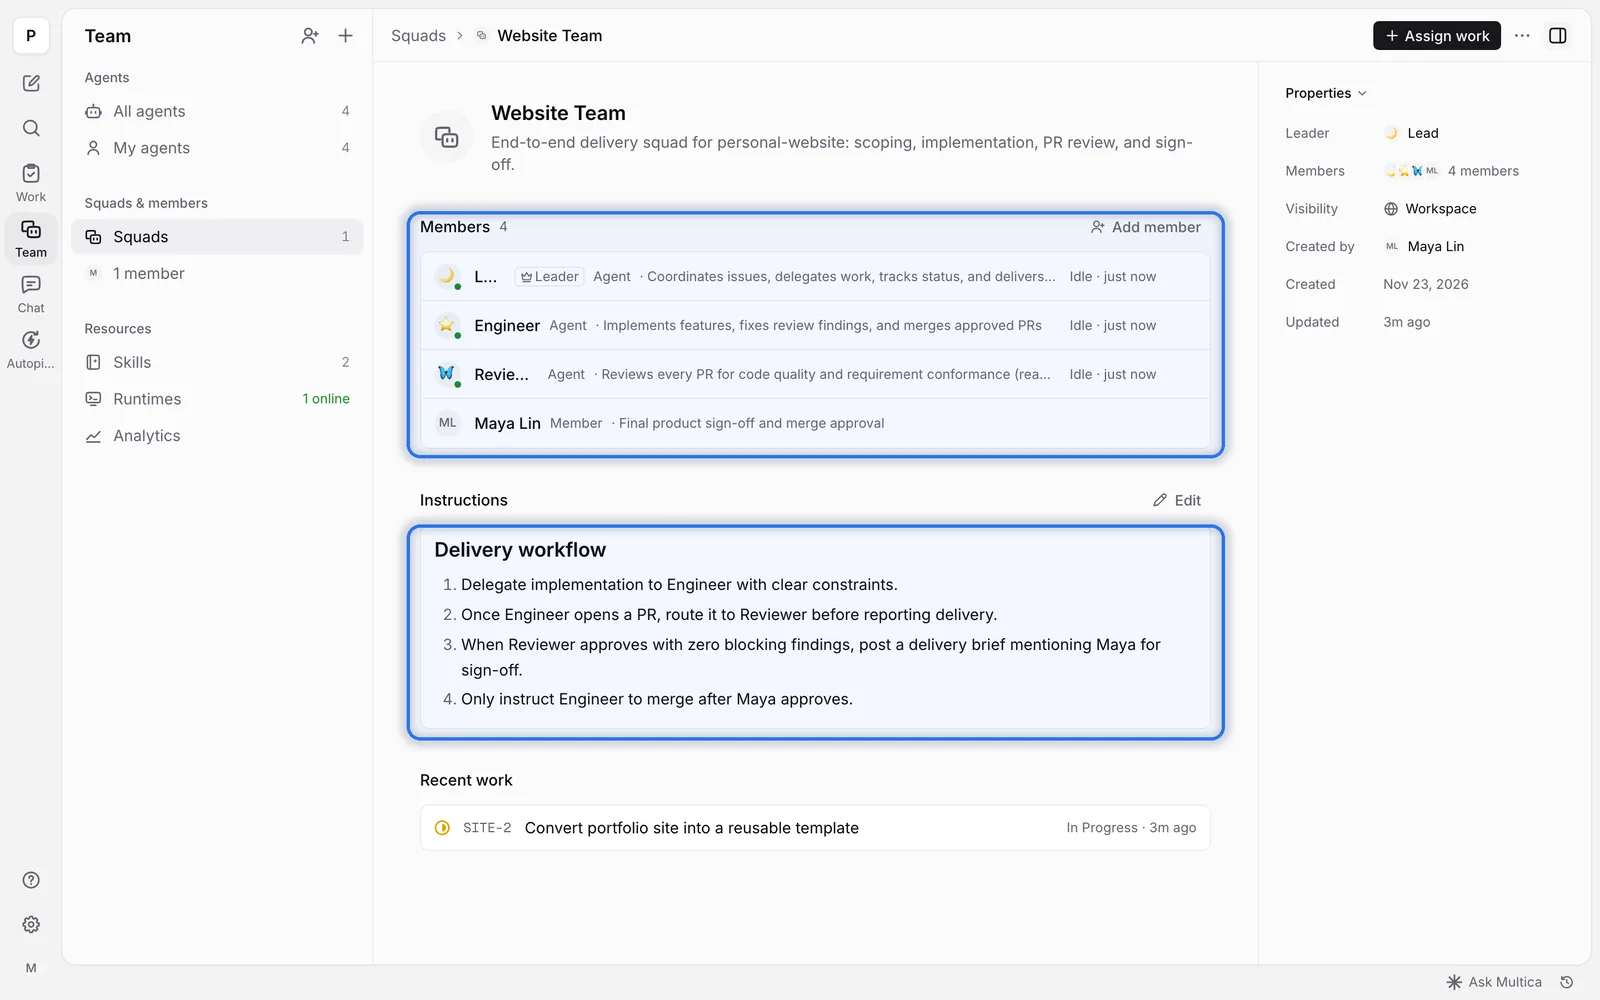 P
Work
Team
Chat
Autopi...
M
Team
Agents
All agents 4
My agents 4
Squads & members
Squads 1
M 1 member
Resources
Skills 2
Runtimes 1 online
Analytics
Squads > Website Team
+ Assign work ...
Website Team
End-to-end delivery squad for personal-website: scoping, implementation, PR review, and sign-
off.
Members 4 Add member
L... Leader Agent · Coordinates issues, delegates work, tracks status, and delivers... Idle · just now
Engineer Agent · Implements features, fixes review findings, and merges approved PRs Idle · just now
Revie... Agent · Reviews every PR for code quality and requirement conformance (rea... Idle · just now
ML Maya Lin Member · Final product sign-off and merge approval
Instructions Edit
Delivery workflow
1. Delegate implementation to Engineer with clear constraints.
2. Once Engineer opens a PR, route it to Reviewer before reporting delivery.
3. When Reviewer approves with zero blocking findings, post a delivery brief mentioning Maya for
sign-off.
4. Only instruct Engineer to merge after Maya approves.
Recent work
SITE-2 Convert portfolio site into a reusable template In Progress · 3m ago
Properties
Leader Lead
Members ML 4 members
Visibility Workspace
Created by ML Maya Lin
Created Nov 23, 2026
Updated 3m ago
Ask Multica